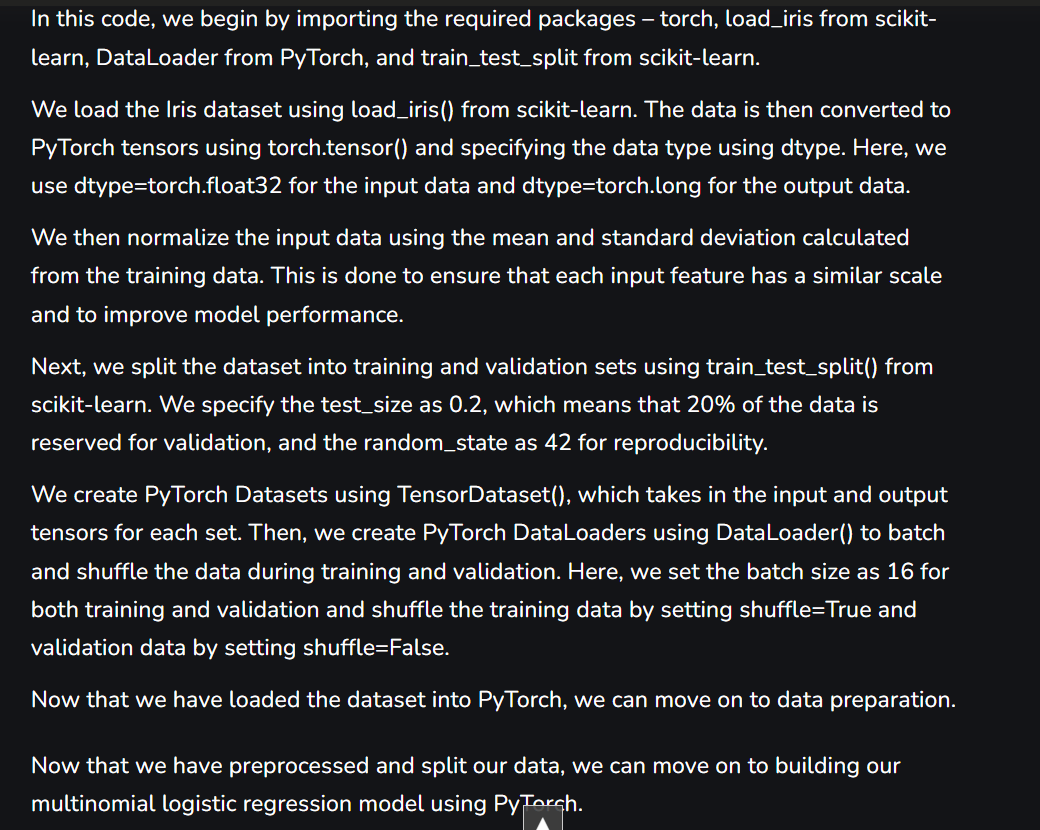 In this code, we begin by importing the required packages – torch, load_iris from scikit-
learn, DataLoader from PyTorch, and train_test_split from scikit-learn.
We load the Iris dataset using load_iris() from scikit-learn. The data is then converted to
PyTorch tensors using torch.tensor() and specifying the data type using dtype. Here, we
use dtype=torch.float32 for the input data and dtype=torch.long for the output data.
We then normalize the input data using the mean and standard deviation calculated
from the training data. This is done to ensure that each input feature has a similar scale
and to improve model performance.
Next, we split the dataset into training and validation sets using train_test_split() from
scikit-learn. We specify the test_size as 0.2, which means that 20% of the data is
reserved for validation, and the random_state as 42 for reproducibility.
We create PyTorch Datasets using TensorDataset(), which takes in the input and output
tensors for each set. Then, we create PyTorch DataLoaders using DataLoader() to batch
and shuffle the data during training and validation. Here, we set the batch size as 16 for
both training and validation and shuffle the training data by setting shuffle=True and
validation data by setting shuffle=False.
Now that we have loaded the dataset into PyTorch, we can move on to data preparation.
Now that we have preprocessed and split our data, we can move on to building our
multinomial logistic regression model using PyTorch.